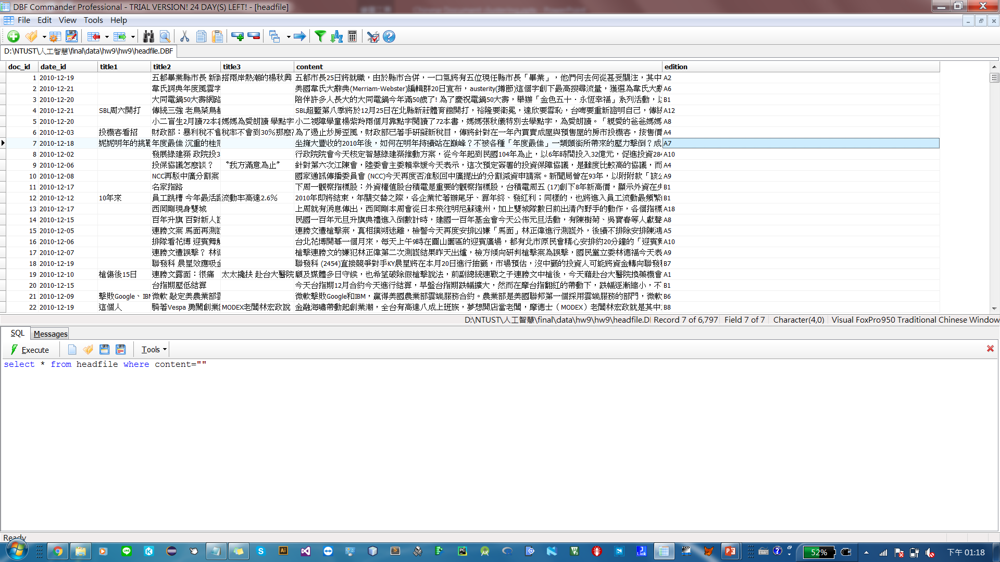 DBF Commander Professional - TRIAL VERSION! 24 DAY(S) LEFT! - [headfile]
File Edit View Tools Help
D:\NTUST\人工智慧\final\data\hw9\hw9\headfile.DBF
doc_id date_id title1 title2 title3 content edition
1 2010-12-19 五都畢業縣市長 新 搭兩岸熱潮的楊秋興 五都市長25日將就職，由於縣市合併，一口氣將有五位現任縣市長「畢業」，他們何去何從甚受關注，其中 A2
2 2010-12-21 韋氏詞典年度風雲字 美國韋氏大辭典(Merriam-Webster)編輯群20日宣布，austerity(撙節)這個字創下最高搜尋流量，獲選為韋氏大辭 A6
3 2010-12-20 大同電鍋50大壽網路 陪伴許多人長大的大同電鍋今年滿50歲了! 為了慶祝電鍋50大壽，舉辦「金色五十．永恆幸福」系列活動，以 B1
4 2010-12-21 SBL周六開打 傳統三強 老鳥菜鳥都 SBL超籃第八季將於12月25日在北縣新莊體育館開打，裕隆要衛冕，達欣要雪恥，台啤要重新證明自己，傳統 A12
5 2010-12-20 小二盲生2月讀72本書 媽媽為愛朗讀 學點字 小二視障學童楊紫羚兩個月靠點字閱讀了72本書，媽媽張秋儀特別去學點字，為愛朗讀。「親愛的爸爸媽媽 A8
6 2010-12-03 投機客看招 財政部：暴利稅不會 稅率不會到30%那麼高 為了遏止炒房歪風，財政部已著手研擬新稅目，傳將針對在一年內買賣成屋與預售屋的房市投機客，按售價 A4
7 2010-12-18 妮妮明年的挑戰 年度最佳 沉重的桂冠 坐擁大豐收的2010年後，如何在明年持續站在巔峰？不被各種「年度最佳」一類頭銜所帶來的壓力擊倒？成 A7
8 2010-12-02 發展綠建築 政院投3 行政院院會今天核定智慧綠建築推動方案，從今年起到民國104年為止，以6年時間投入32億元，促進投資284 A10
9 2010-12-06 投保協議怎麼談？ 〝我方滿意為止〞 針對第六次江陳會，陸委會主委賴幸媛今天表示，這次預定簽署的投資保障協議，是難度比較高的協議，而 A4
10 2010-12-08 NCC再駁中廣分割案 國家通訊傳播委員會 (NCC)今天再度否准駁回中廣提出的分割減資申請案。新聞局曾在93年，以附附款「該公 A9
11 2010-12-17 名家指路 下周一觀察指標股：外資權值股台積電是重要的觀察指標股，台積電周五 (17)創下8年新高價，顯示外資在歩 B1
12 2010-12-12 10年來 員工跳槽 今年最活跃 流動率高達2.6% 2010年即將結束，年關交替之際，各企業忙著辦尾牙、算年終、發紅利；同樣的，也將進入員工流動最頻繁的 B1
13 2010-12-17 西岡剛現身雙城 上周就有消息傳出，西岡剛本周會從日本飛往明尼蘇達州，加上雙城隊數日前出清內野手的動作，各個指標 A18
14 2010-12-15 百年升旗 百對新人 民國一百年元旦升旗典禮進入倒數計時，建國一百年基金會今天公佈元旦活動，有陳樹菊、吳寶春等人獻聲 A8
15 2010-12-05 連勝文案 馬面再測謊 連勝文遭槍擊案，真相撲朔迷離，檢警今天再度安排凶嫌「馬面」林正偉進行測謊外，後續不排除安排陳鴻 A5
16 2010-12-06 排隊看花博 迎賓舞解 台北花博開幕一個月來，每天上午9時在圓山園區的迎賓廣場，都有北市原民會精心安排約20分鐘的「迎賓舞 A10
17 2010-12-07 連勝文遭誤擊？ 林德 槍擊連勝文的嫌犯林正偉第二次測謊結果昨天出爐，檢方傾向研判槍擊案為誤擊，國民黨立委林德福今天表 A9
18 2010-12-19 聯發科 晨星效應吸金 聯發科 (2454)直接競爭對手KY晨星將在本月20日進行抽籤，市場預估，沒中籤的投資人可能將資金轉向聯發科 B7
19 2010-12-10 槍傷後15日 連勝文露面：很痛 太太攙扶 赴台大醫院 顧及媒體多日守候，也希望破除假槍擊說法，前副總統連戰之子連勝文中槍後，今天藉赴台大醫院換藥機會 A1
20 2010-12-15 台指期壓低結算 今天台指期12月合約今天進行結算，早盤台指期跌幅擴大，然而在摩台指翻紅的帶動下，跌幅逐漸縮小，不 B1
21 2010-12-09 擊敗Google、IBM 微軟 敲定美農業部雲 微軟擊敗Google和IBM，贏得美國農業部雲端服務合約。農業部是美國聯邦第一個採用雲端服務的部門，微軟 B6
22 2010-12-19 這個人 騎著Vespa 勇闖創業 MODEX老闆林宏政說 金融海嘯帶動起創業潮，全台有高達八成上班族，夢想開店當老闆，摩德士（MODEX）老闆林宏政就是其中 B8
D:\NTUST\人工智慧\final\data\hw9\hw9\headfile.D Record 7 of 6,797 Field 7 of 7 Character(4,0) Visual FoxPro950 Traditional Chinese Window
SQL Messages
Execute Tools
select * from headfile where content=""
Ready
52% 下午 01:18